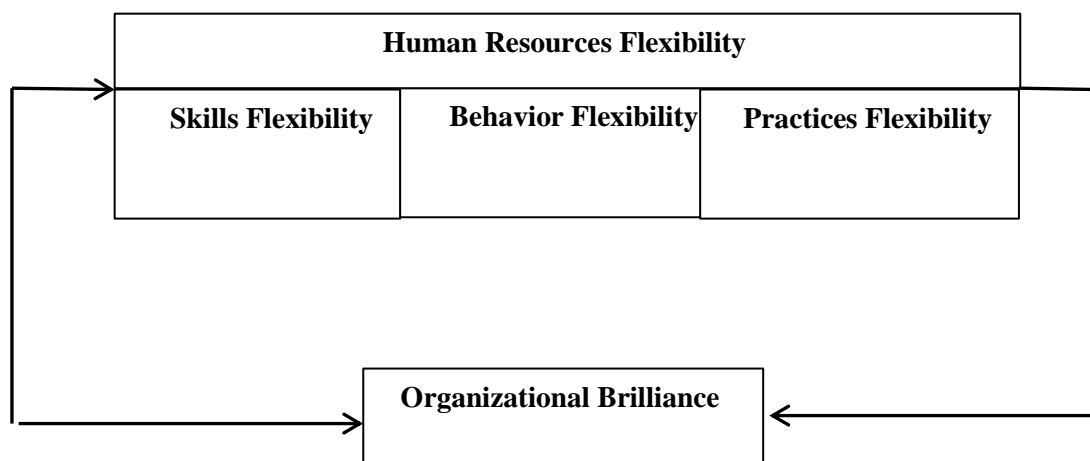 Human Resources Flexibility
Skills Flexibility
Behavior Flexibility
Practices Flexibility
Organizational Brilliance